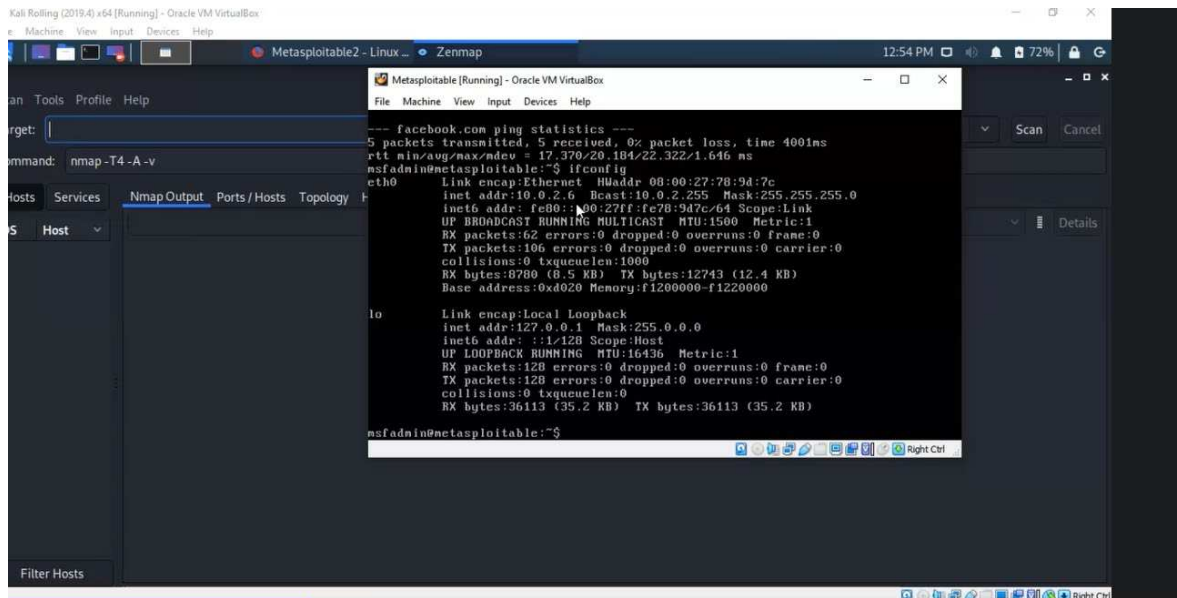 Kali Rolling (2019.4) x64 [Running] - Oracle VM VirtualBox
Machine View Input Devices Help
Metasploitable2 - Linux ... Zenmap 12:54 PM 72%
Tools Profile Help
Metasploitable [Running] - Oracle VM VirtualBox
File Machine View Input Devices Help
Scan Cancel
nmap -T4 -A -v
Services Nmap Output Ports / Hosts Topology
Details
Host
--- facebook.com ping statistics ---
5 packets transmitted, 5 received, 0% packet loss, time 4001ms
rtt min/avg/max/mdev = 17.370/20.184/22.322/1.646 ms
msfadmin@metasploitable:~$ ifconfig
eth0 Link encap:Ethernet HWaddr 08:00:27:78:9d:7c
inet addr:10.0.2.6 Bcast:10.0.2.255 Mask:255.255.255.0
inet6 addr: fe80:: 00:27ff:fe78:9d7c/64 Scope:Link
UP BROADCAST RUNNING MULTICAST MTU:1500 Metric:1
RX packets:62 errors:0 dropped:0 overruns:0 frame:0
TX packets:106 errors:0 dropped:0 overruns:0 carrier:0
collisions:0 txqueuelen:1000
RX bytes:8780 (8.5 KB) TX bytes:12743 (12.4 KB)
Base address:0xd020 Memory:f1200000-f1220000
lo Link encap:Local Loopback
inet addr:127.0.0.1 Mask:255.0.0.0
inet6 addr: ::1/128 Scope:Host
UP LOOPBACK RUNNING MTU:16436 Metric:1
RX packets:128 errors:0 dropped:0 overruns:0 frame:0
TX packets:128 errors:0 dropped:0 overruns:0 carrier:0
collisions:0 txqueuelen:0
RX bytes:36113 (35.2 KB) TX bytes:36113 (35.2 KB)
msfadmin@metasploitable:~$
Right Ctrl
Filter Hosts
Right Ctrl